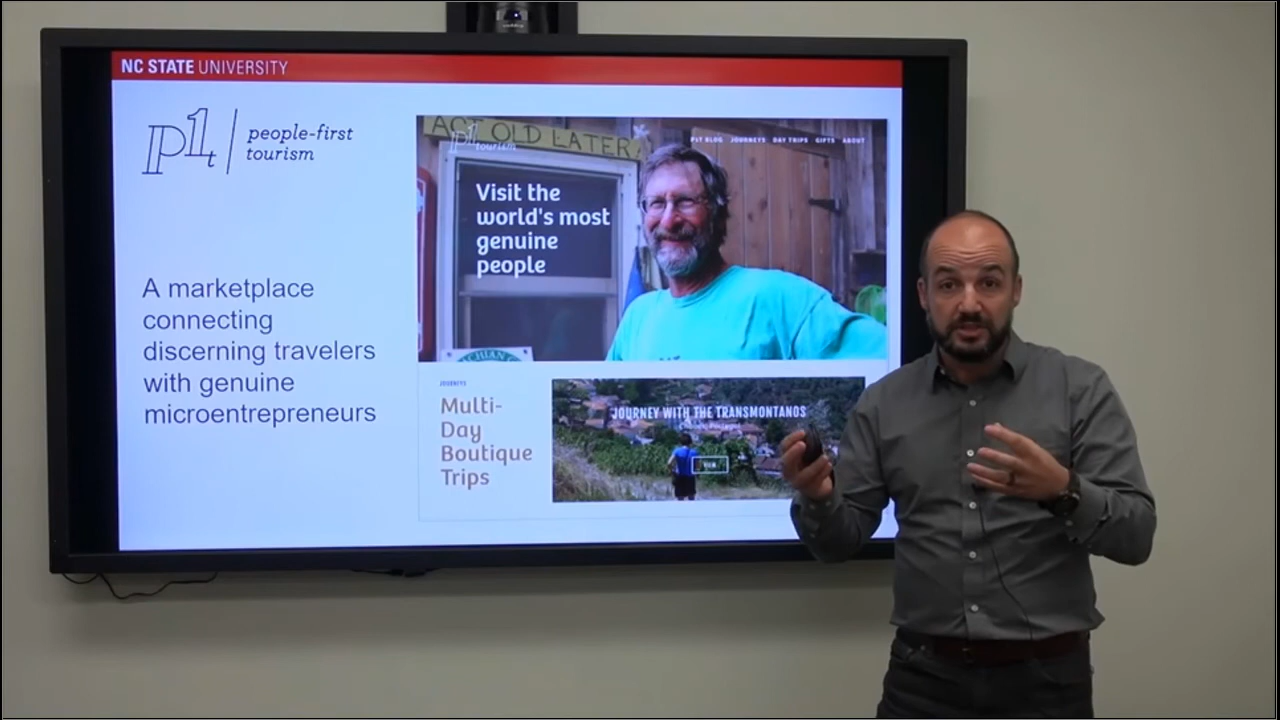 NC STATE UNIVERSITY
p1t
people-first
tourism
ACT OLD LATER
p1t tourism
P1T BLOG JOURNEYS DAY TRIPS GIFTS ABOUT
Visit the
world's most
genuine
people
A marketplace
connecting
discerning travelers
with genuine
microentrepreneurs
JOURNEYS
Multi-
Day
Boutique
Trips
JOURNEY WITH THE TRANSMONTANOS
VIEW